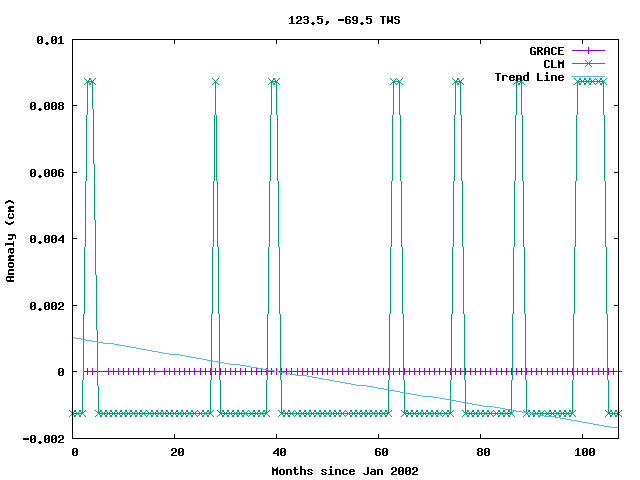 123.5, -69.5 TWS
GRACE
CLM
Trend Line
0.01
0.008
0.006
0.004
0.002
0
-0.002
Anomaly (cm)
0 20 40 60 80 100
Months since Jan 2002